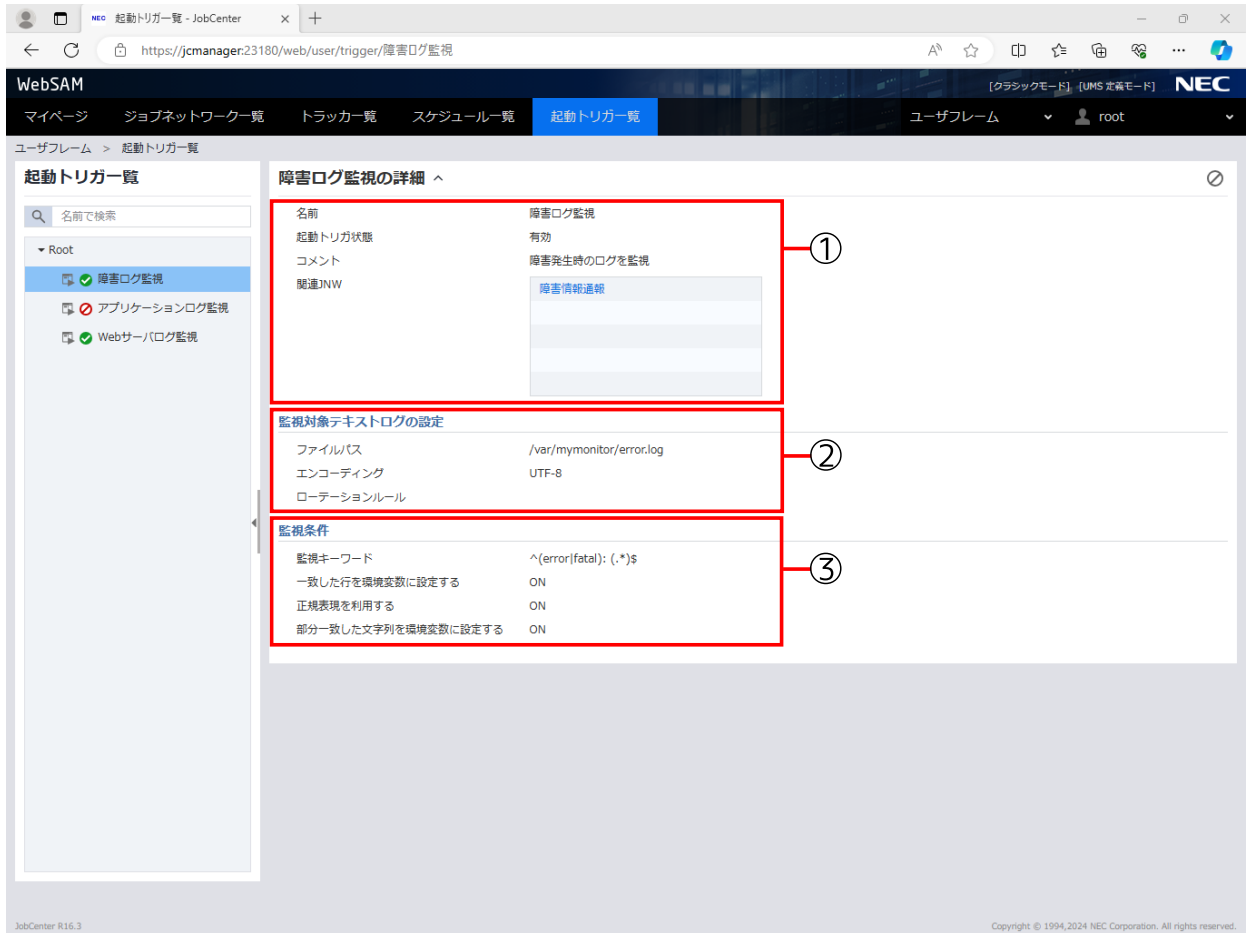 NEC 起動トリガ一覧 - JobCenter
https://jcmanager:23180/web/user/trigger/障害ログ監視
WebSAM
[クラシックモード] [UMS 定義モード] NEC
マイページ ジョブネットワーク一覧 トラッカ一覧 スケジュール一覧 起動トリガ一覧 ユーザフレーム root
ユーザフレーム > 起動トリガ一覧
起動トリガ一覧
名前で検索
Root
障害ログ監視
アプリケーションログ監視
Webサーバログ監視
障害ログ監視の詳細
名前 障害ログ監視
起動トリガ状態 有効
コメント 障害発生時のログを監視
関連JNW 障害情報通報
①
監視対象テキストログの設定
ファイルパス /var/mymonitor/error.log
エンコーディング UTF-8
ローテーションルール
②
監視条件
監視キーワード ^(error|fatal): (.*)$
一致した行を環境変数に設定する ON
正規表現を利用する ON
部分一致した文字列を環境変数に設定する ON
③
JobCenter R16.3
Copyright © 1994,2024 NEC Corporation. All rights reserved.